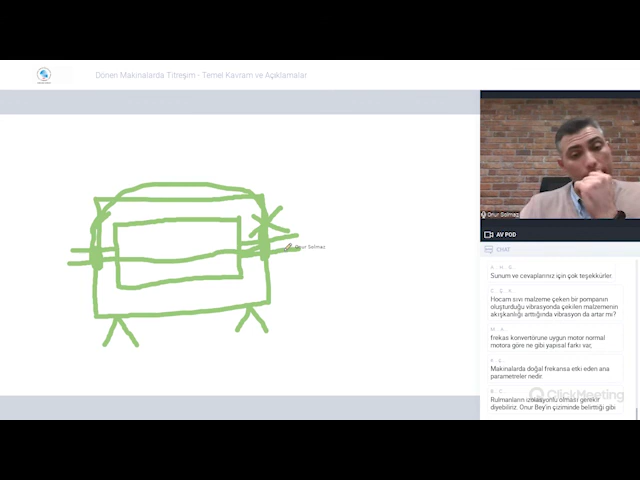 Dönen Makinalarda Titreşim - Temel Kavram ve Açıklamalar
Onur Solmaz
Onur Solmaz
AV POD
CHAT
Sunum ve cevaplarınız için çok teşekkürler
Hocam sıvı malzeme çeken bir pompanın
oluşturduğu vibrasyonda çekilen malzemenin
akışkanlığı arttığında vibrasyon da artar mı?
frekas konvertörune uygun motor normal
motora göre ne gibi yapısal farkı var,
Makinalarda doğal frekansa etki eden ana
parametreler nedir
ClickMeeting
Rulmanların izolasyonlu olması gerekir
diyebiliriz. Onur Bey'in çiziminde belirttiği gibi